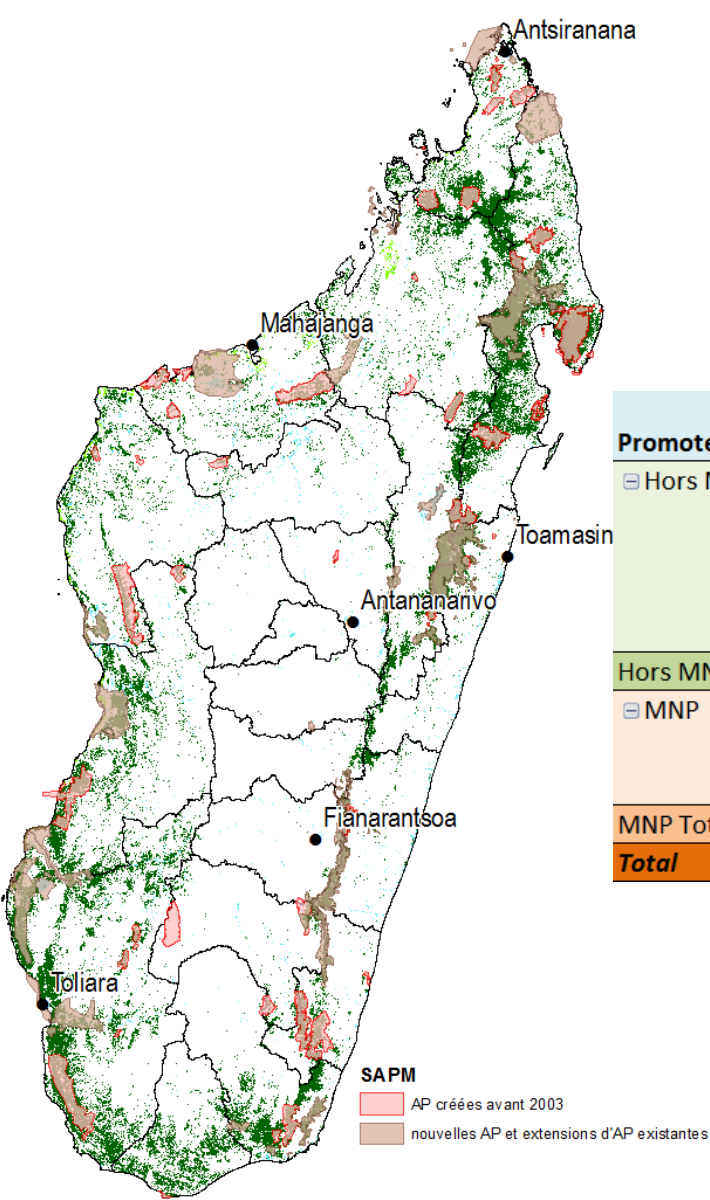 Antsiranana
Mahajanga
Promote
Hors M
Toamasin
Antananarivo
Hors MN
MNP
Fianarantsoa
MNP Tot
Total
Toliara
SAPM
AP créées avant 2003
nouvelles AP et extensions d'AP existantes